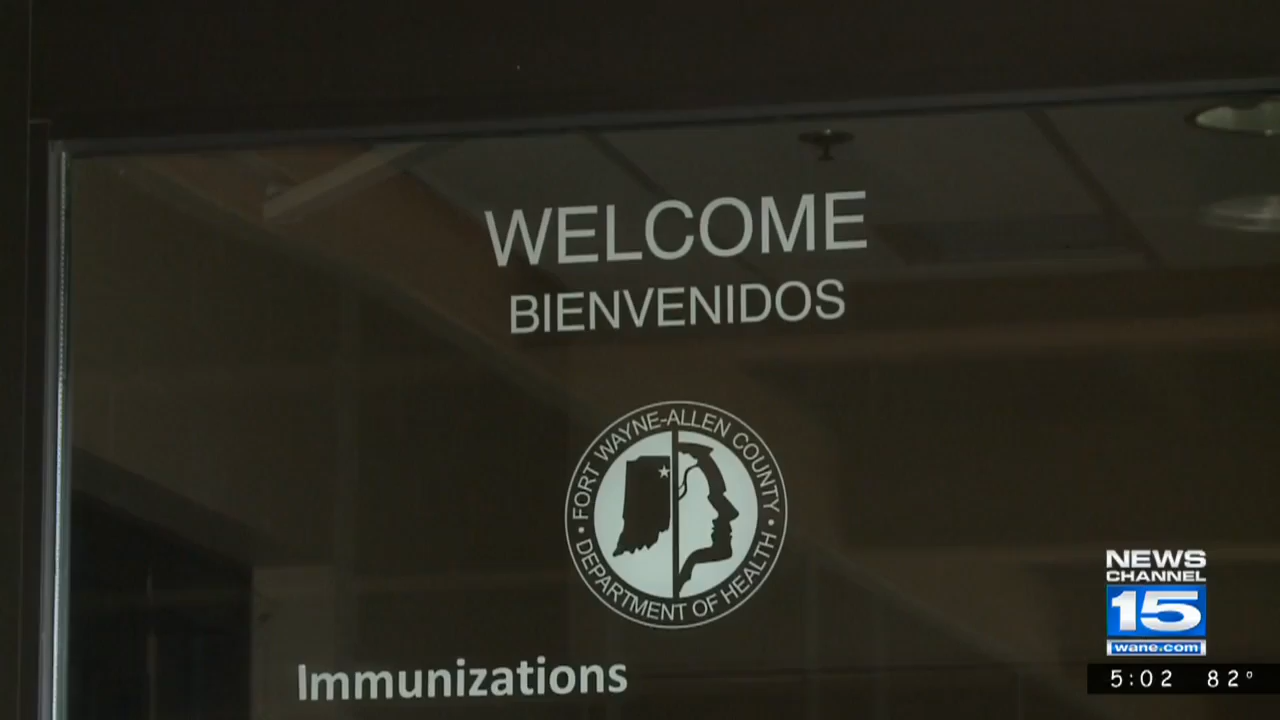 WELCOME
BIENVENIDOS
FORT WAYNE-ALLEN COUNTY
• DEPARTMENT OF HEALTH •
Immunizations
NEWS
CHANNEL
15
wane.com
5:02 82°